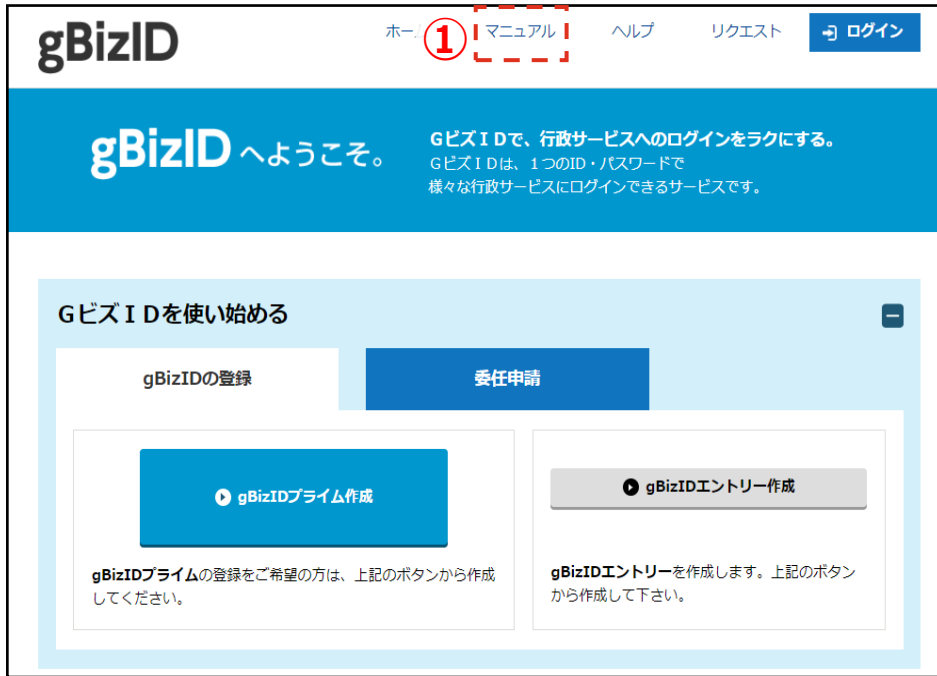 gBizID
ホー ① マニュアル ヘルプ リクエスト ログイン
gBizID へようこそ。
GビズIDで、行政サービスへのログインをラクにする。
GビズIDは、1つのID・パスワードで
様々な行政サービスにログインできるサービスです。
GビズIDを使い始める
gBizIDの登録 委任申請
gBizIDプライム作成
gBizIDプライムの登録をご希望の方は、上記のボタンから作成
してください。
gBizIDエントリー作成
gBizIDエントリーを作成します。上記のボタン
から作成して下さい。